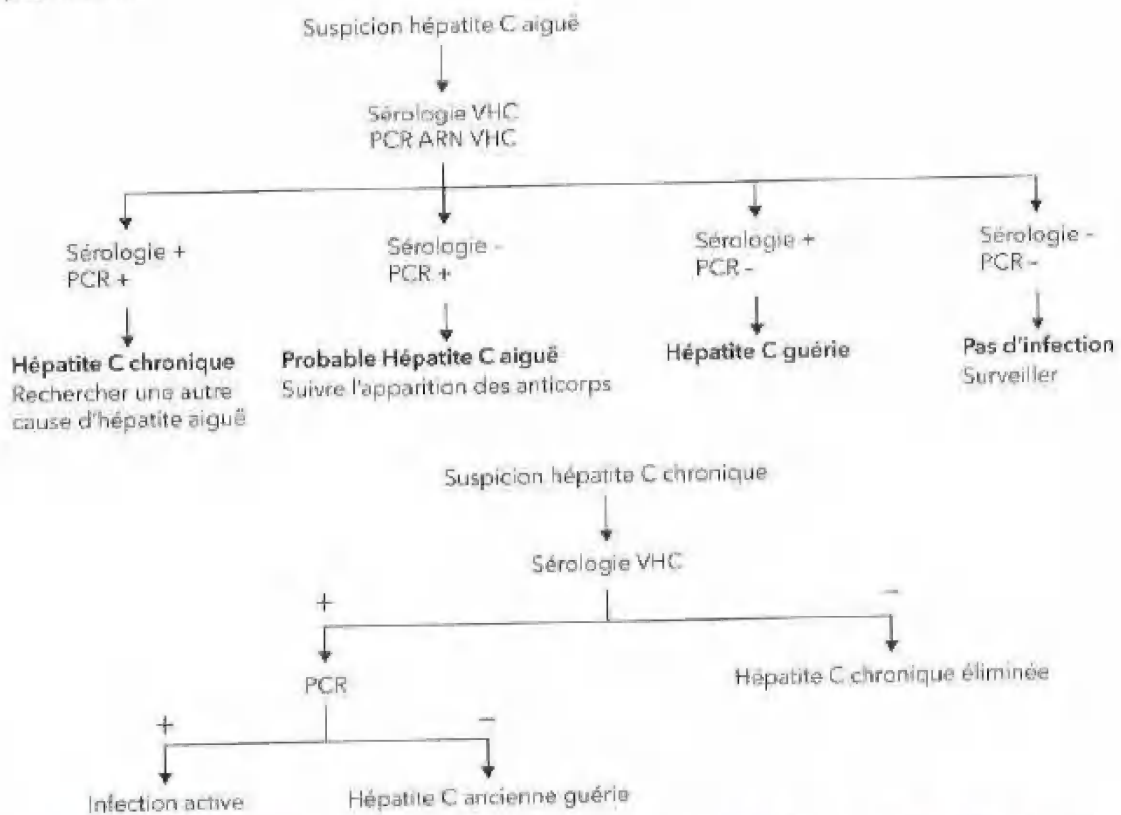 Suspicion hépatite C aiguë
Sérologie VHC
PCR ARN VHC
Sérologie +
PCR +
Sérologie -
PCR +
Sérologie +
PCR -
Sérologie -
PCR -
Hépatite C chronique
Rechercher une autre
cause d'hépatite aiguë
Probable Hépatite C aiguë
Suivre l'apparition des anticorps
Hépatite C guérie
Pas d'infection
Surveiller
Suspicion hépatite C chronique
Sérologie VHC
+
-
PCR
Hépatite C chronique éliminée
+
-
Infection active
Hépatite C ancienne guérie